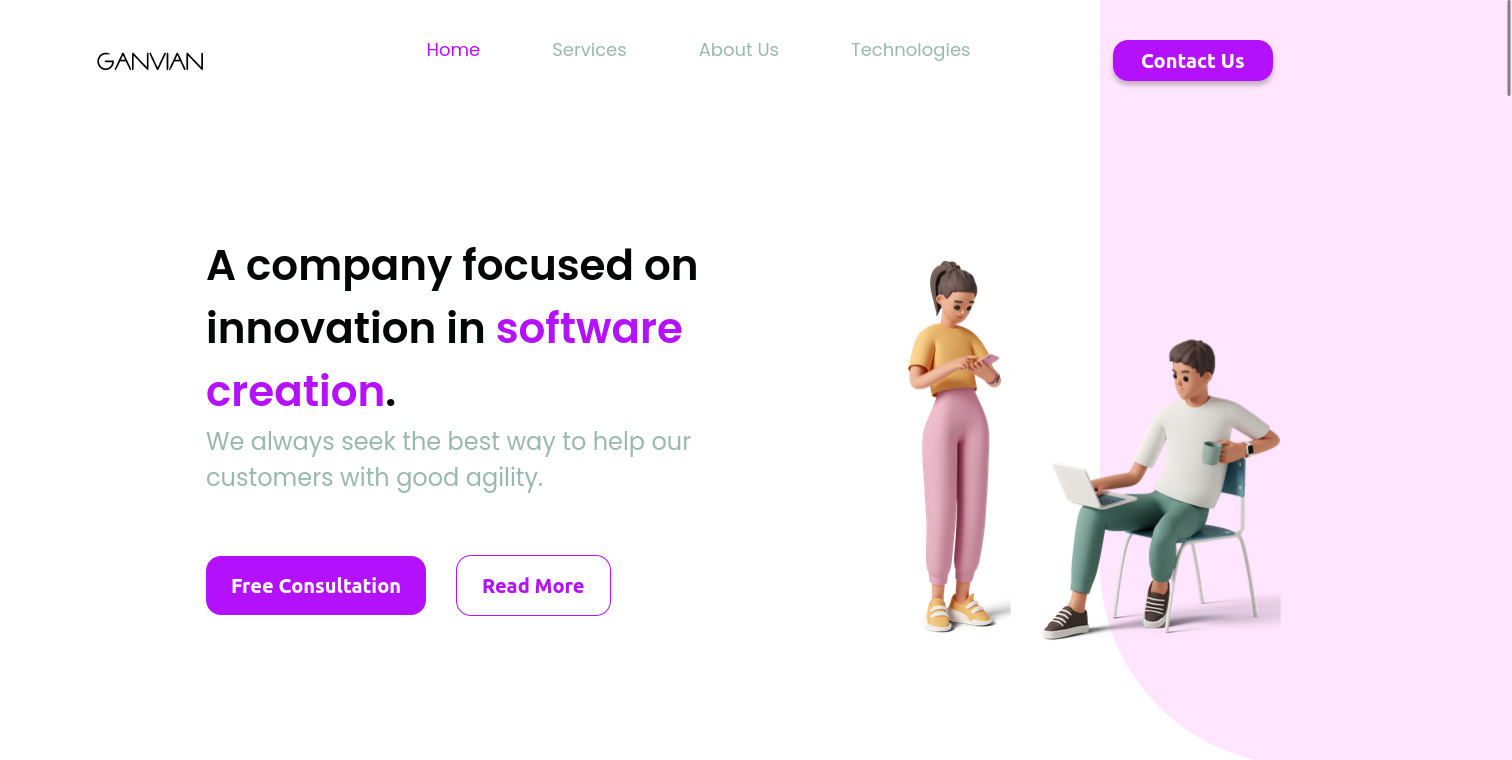 GANVIAN
Home Services About Us Technologies
Contact Us
A company focused on
innovation in software
creation.
We always seek the best way to help our
customers with good agility.
Free Consultation Read More